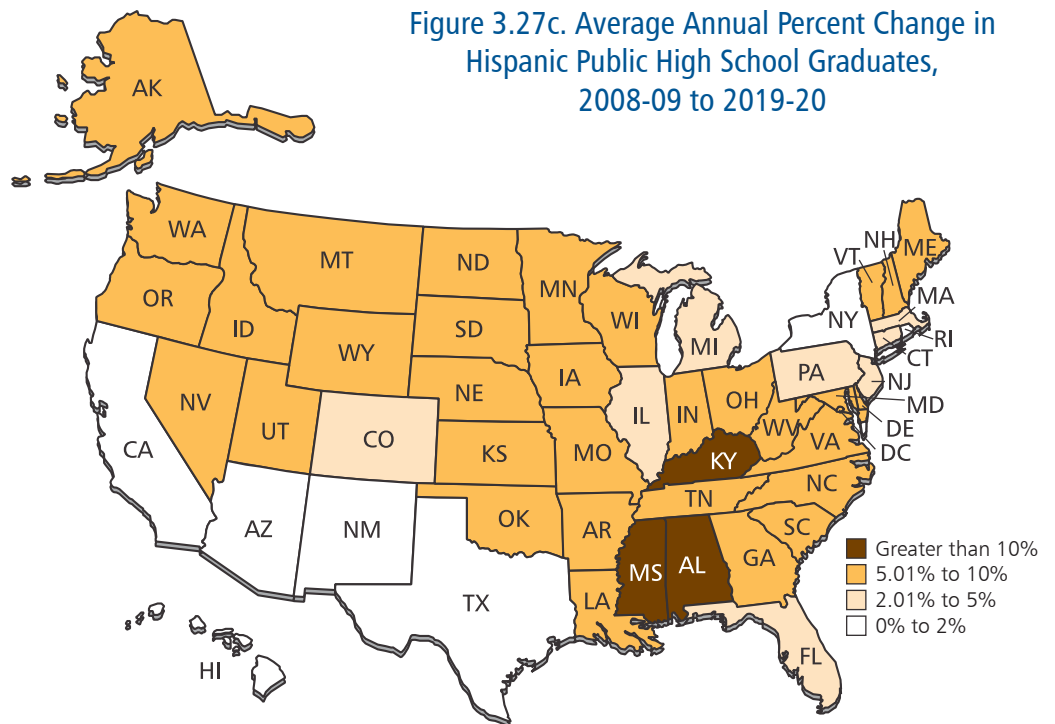 Figure 3.27c. Average Annual Percent Change in
Hispanic Public High School Graduates,
2008-09 to 2019-20
AK
WA
MT
ND
MN
VT
NH
ME
OR
ID
SD
WI
NY
MA
WY
MI
RI
CT
IA
PA
NE
NJ
NV
OH
MD
IL
IN
UT
CO
WV
DE
CA
KS
MO
VA
DC
KY
NC
TN
OK
AZ
NM
AR
SC
GA
MS
AL
Greater than 10%
5.01% to 10%
TX
LA
2.01% to 5%
0% to 2%
FL
HI